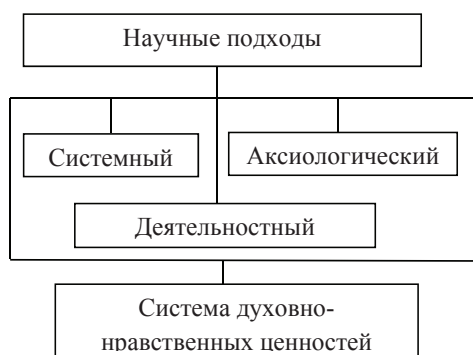 Научные подходы
Системный
Аксиологический
Деятельностный
Система духовно-
нравственных ценностей